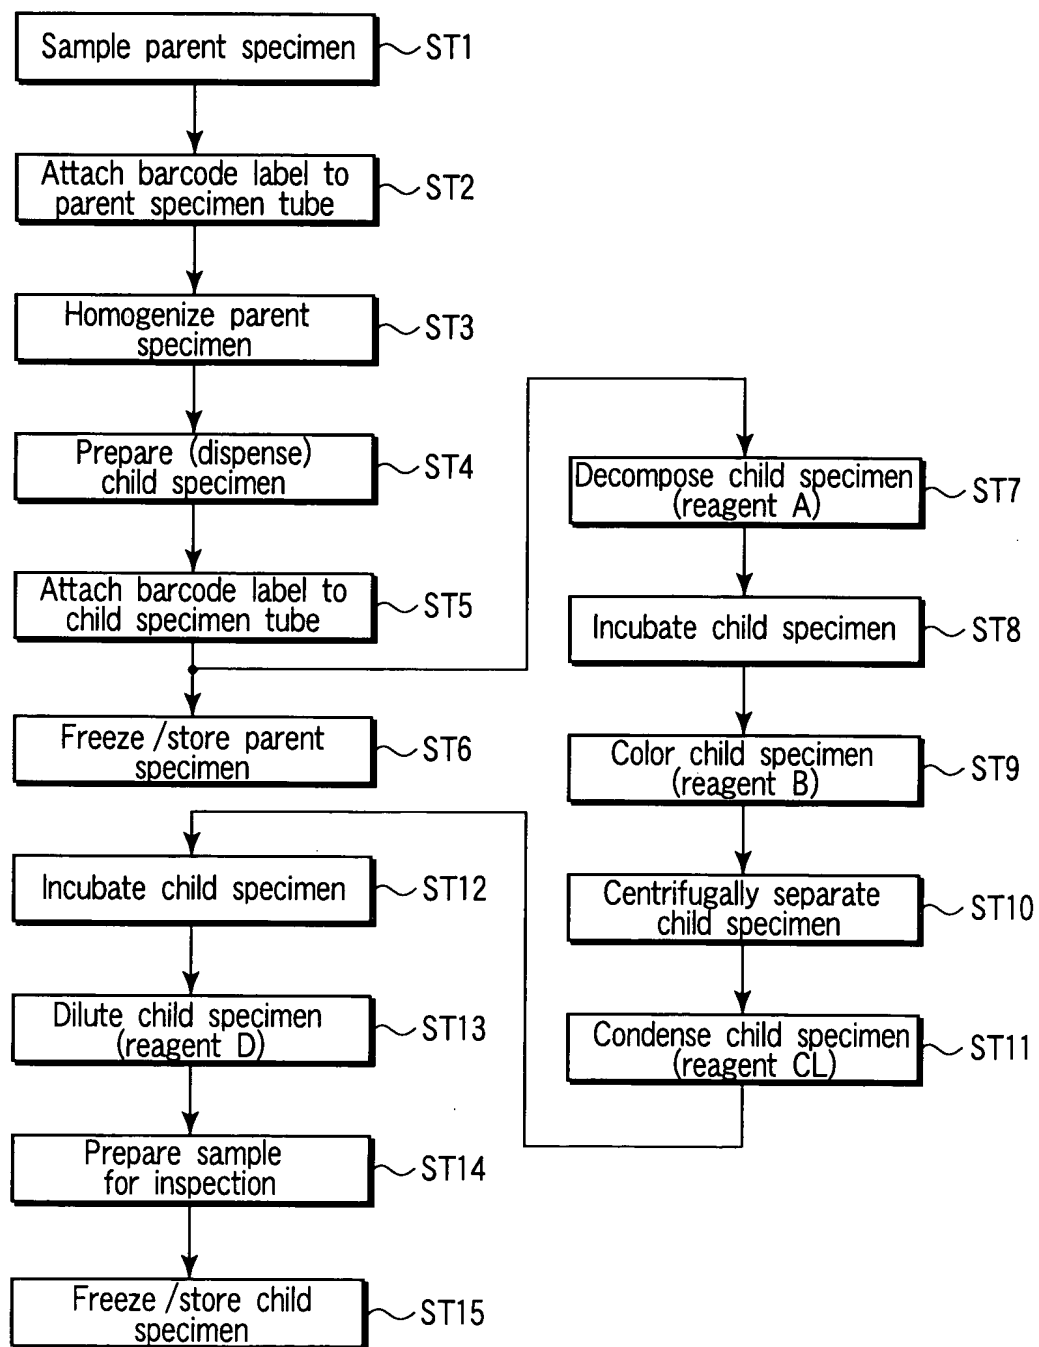 Sample parent specimen
ST1
Attach barcode label to
parent specimen tube
ST2
Homogenize parent
specimen
ST3
Prepare (dispense)
child specimen
ST4
Attach barcode label to
child specimen tube
ST5
Freeze /store parent
specimen
ST6
Decompose child specimen
(reagent A)
ST7
Incubate child specimen
ST8
Color child specimen
(reagent B)
ST9
Centrifugally separate
child specimen
ST10
Condense child specimen
(reagent CL)
ST11
Incubate child specimen
ST12
Dilute child specimen
(reagent D)
ST13
Prepare sample
for inspection
ST14
Freeze /store child
specimen
ST15